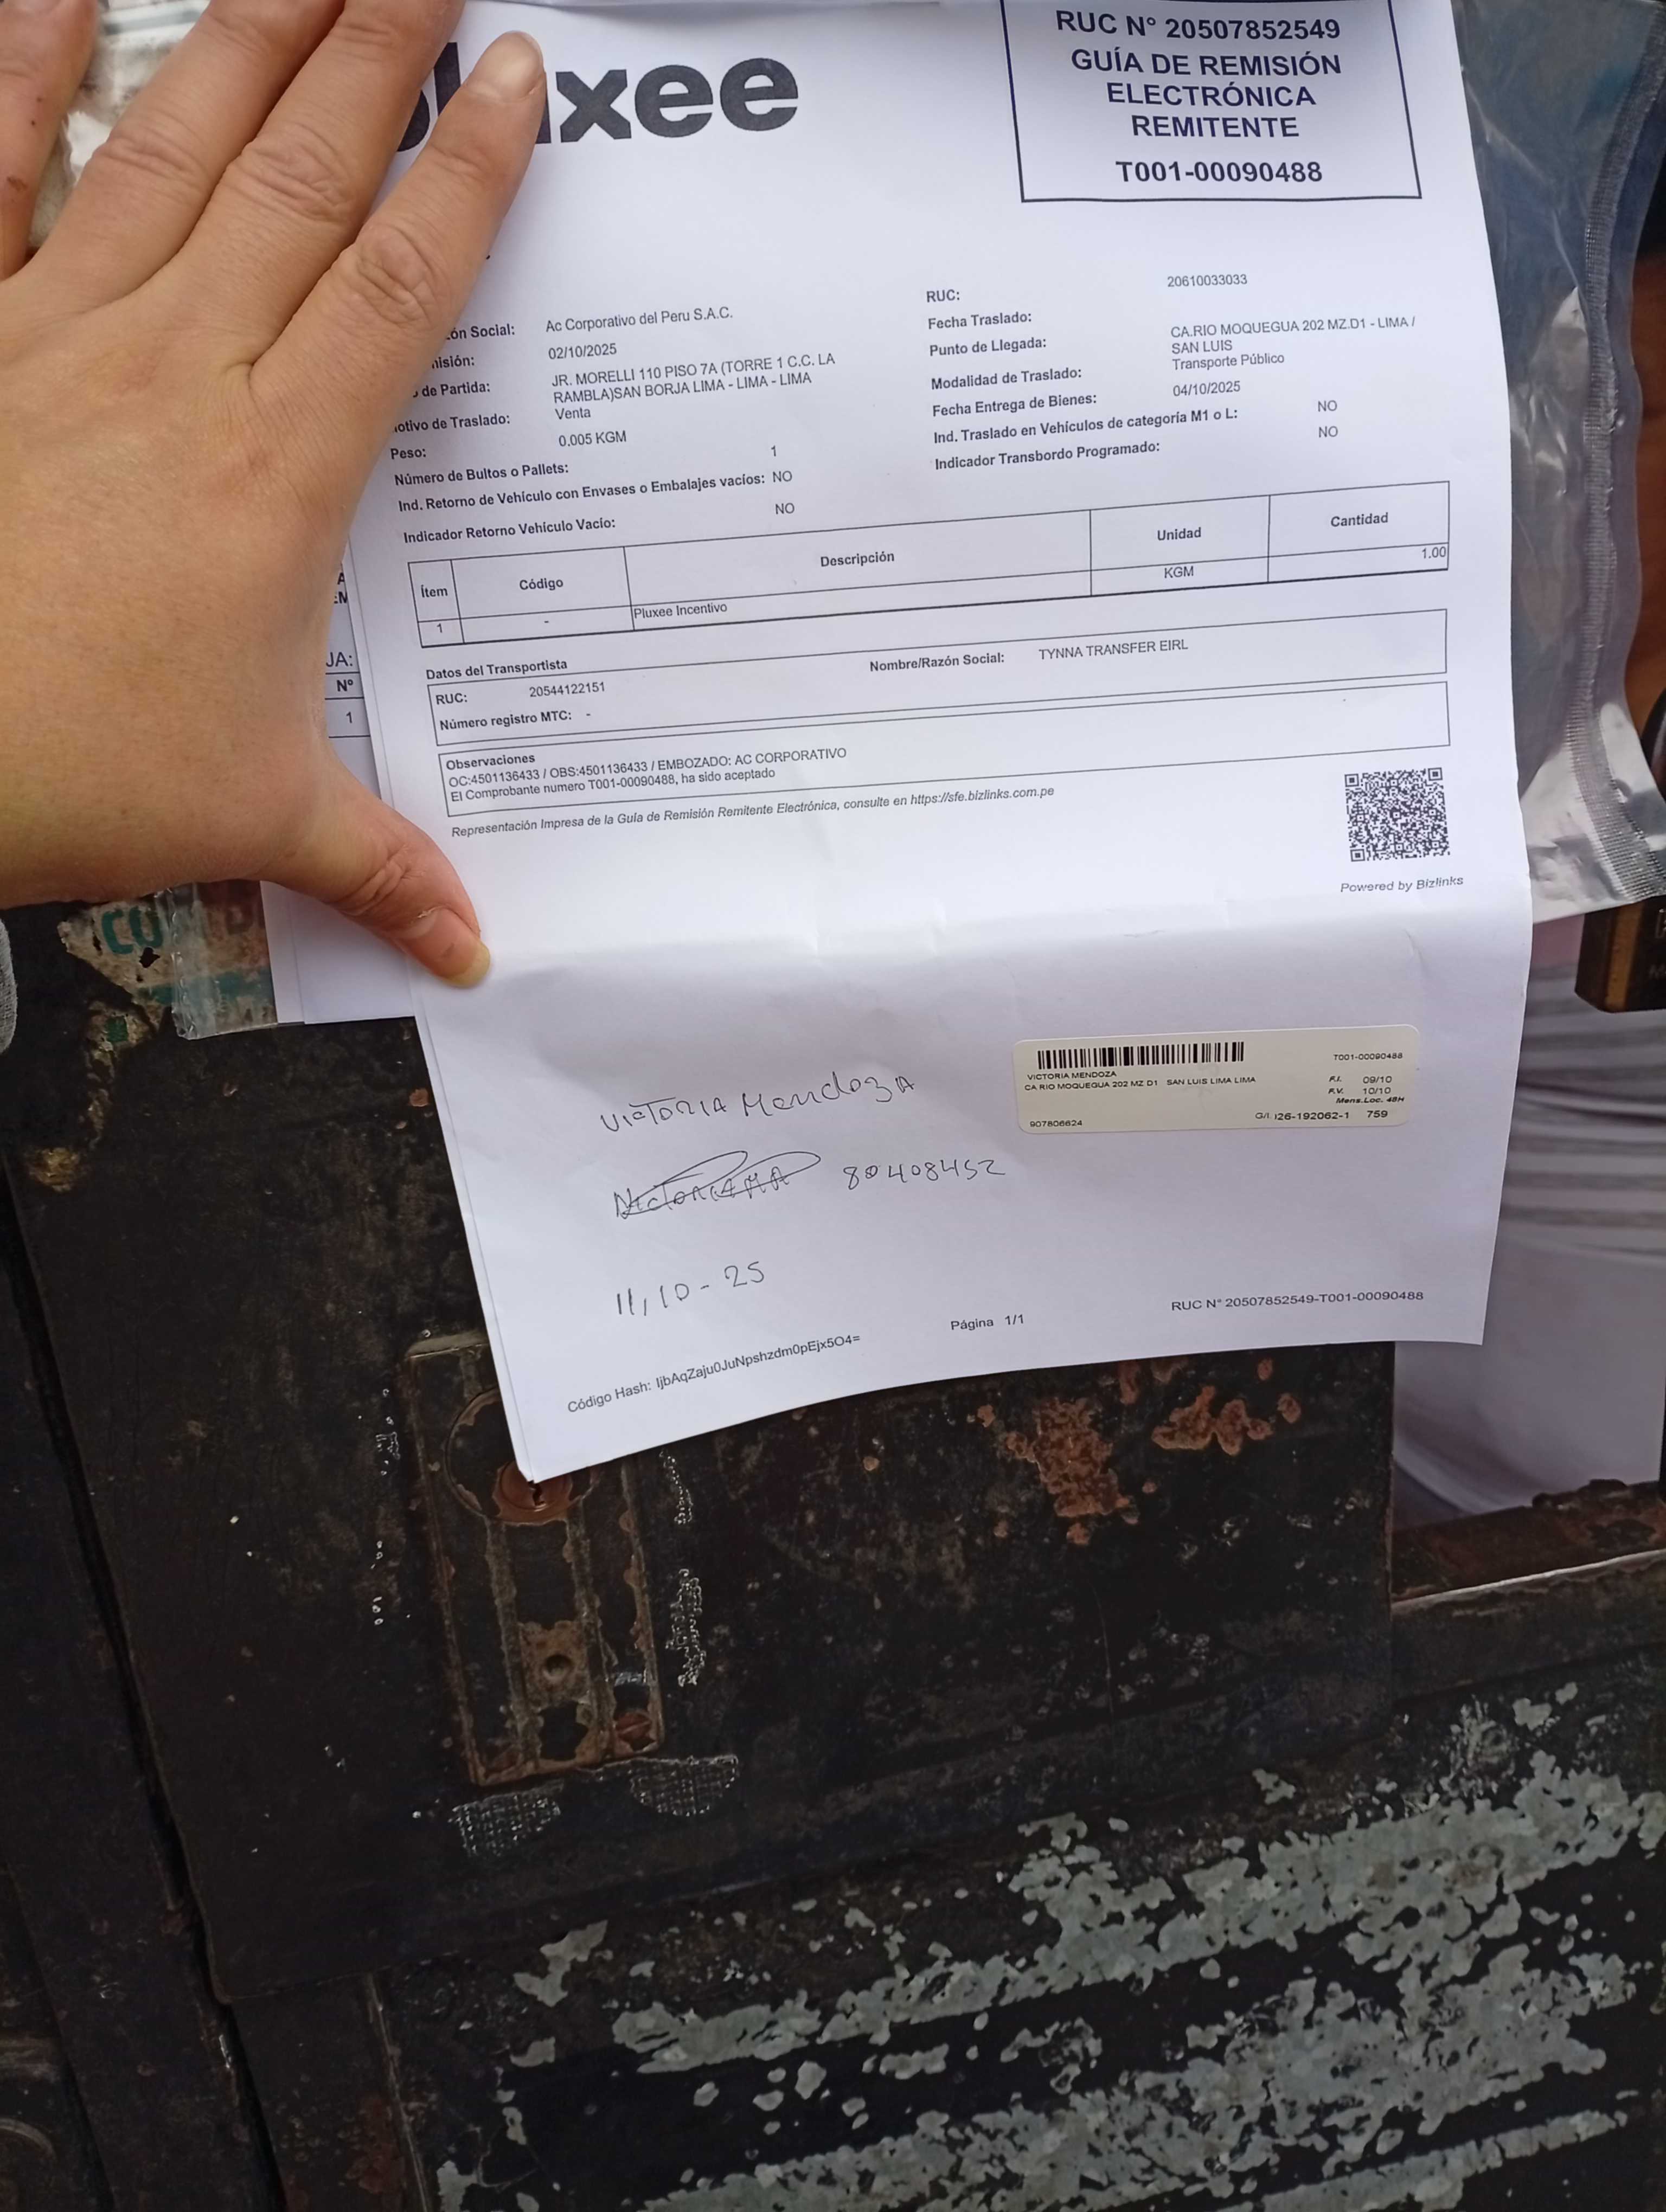 xee
RUC N° 20507852549
GUÍA DE REMISIÓN
ELECTRÓNICA
REMITENTE
T001-00090488
ón Social: Ac Corporativo del Peru S.A.C.
RUC: 20610033033
misión: 02/10/2025
Fecha Traslado:
de Partida: JR. MORELLI 110 PISO 7A (TORRE 1 C.C. LA
RAMBLA)SAN BORJA LIMA - LIMA - LIMA
Punto de Llegada: CA.RIO MOQUEGUA 202 MZ.D1 - LIMA /
SAN LUIS
otivo de Traslado: Venta
Modalidad de Traslado: Transporte Público
Peso: 0.005 KGM
Fecha Entrega de Bienes: 04/10/2025
Número de Bultos o Pallets: 1
Ind. Traslado en Vehículos de categoría M1 o L: NO
Ind. Retorno de Vehículo con Envases o Embalajes vacíos: NO
Indicador Transbordo Programado: NO
Indicador Retorno Vehículo Vacío: NO
Ítem Código Descripción Unidad Cantidad
1 - Pluxee Incentivo KGM 1.00
JA:
N°
1
Datos del Transportista
RUC: 20544122151 Nombre/Razón Social: TYNNA TRANSFER EIRL
Número registro MTC: -
Observaciones
OC:4501136433 / OBS:4501136433 / EMBOZADO: AC CORPORATIVO
El Comprobante numero T001-00090488, ha sido aceptado
Representación Impresa de la Guía de Remisión Remitente Electrónica, consulte en https://sfe.bizlinks.com.pe
Powered by Bizlinks
VICTORIA MENDOZA
CA RIO MOQUEGUA 202 MZ D1 SAN LUIS LIMA LIMA
T001-00090488
F.I. 09/10
F.V. 10/10
Mens.Loc. 48H
G/I. 126-192062-1 759
907806624
VICTORIA Mendoza
80408452
11,10-25
Código Hash: IjbAqZaju0JuNpshzdm0pEjx5O4=
Página 1/1
RUC N° 20507852549-T001-00090488